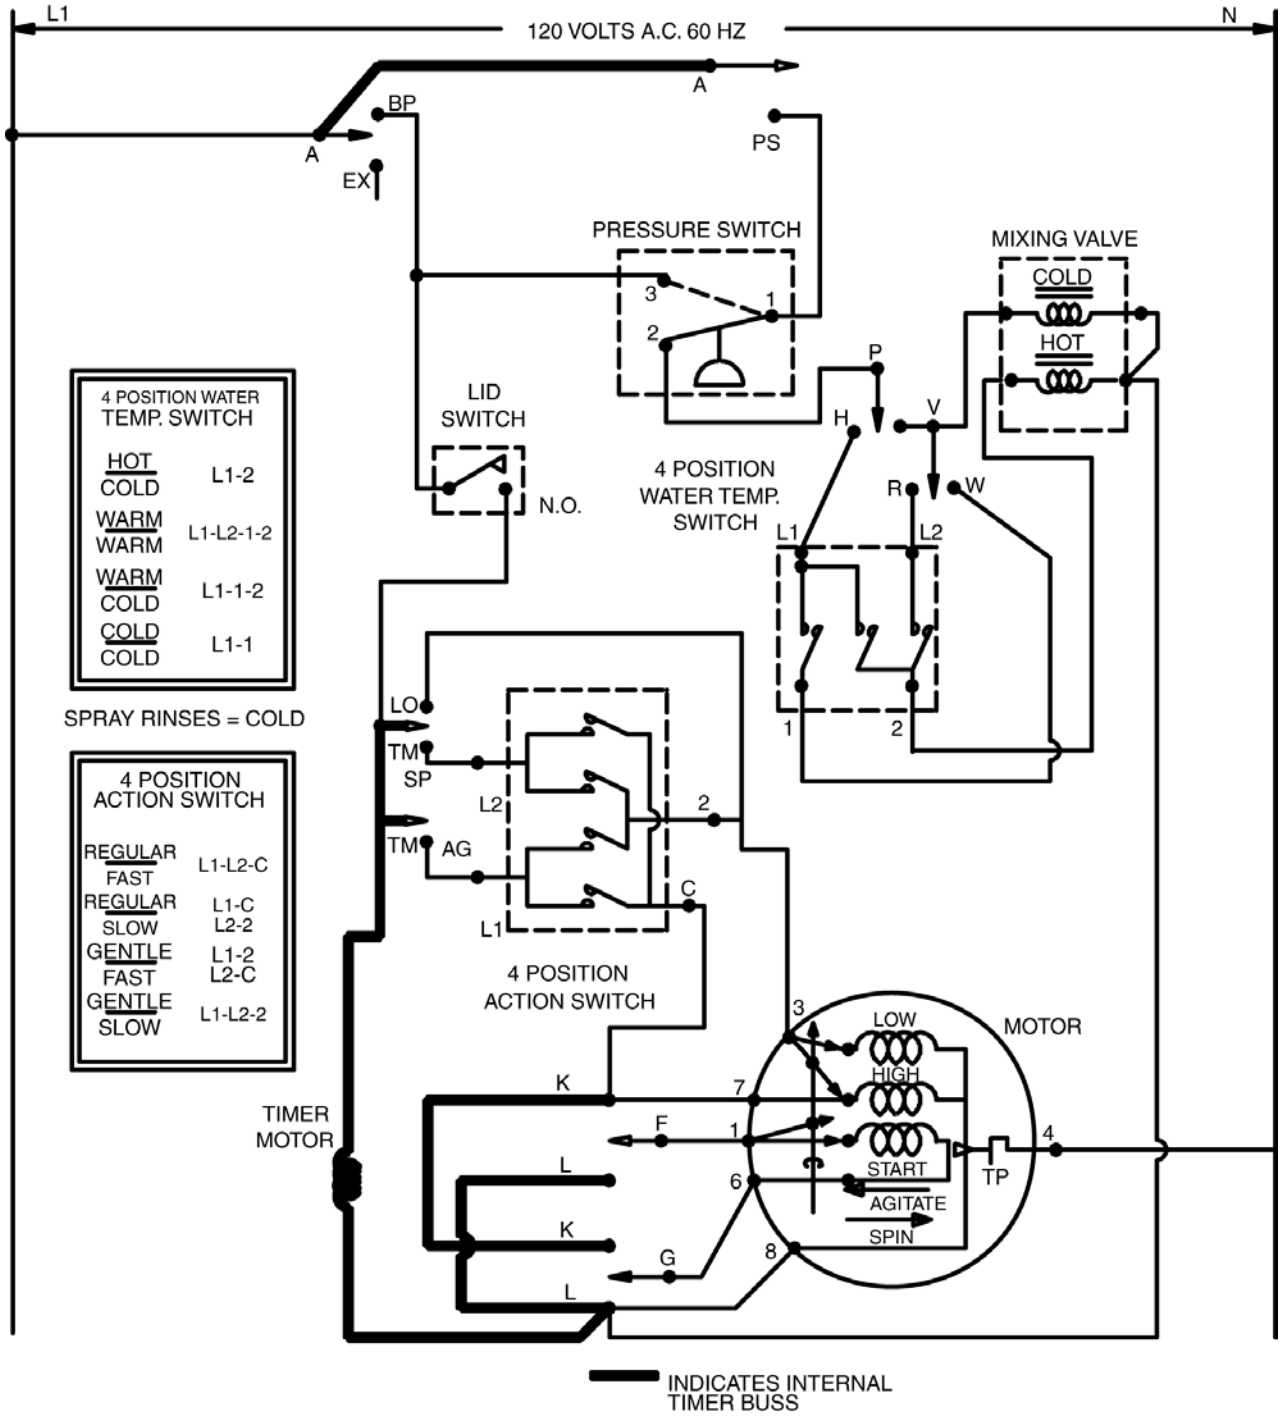 L1
120 VOLTS A.C. 60 HZ
N
A
BP
PS
A
EX
PRESSURE SWITCH
MIXING VALVE
COLD
3
1
2
HOT
P
4 POSITION WATER
TEMP. SWITCH
HOT
COLD
L1-2
WARM
WARM
L1-L2-1-2
WARM
COLD
L1-1-2
COLD
COLD
L1-1
SPRAY RINSES = COLD
LID
SWITCH
N.O.
H
V
4 POSITION
WATER TEMP.
SWITCH
R
W
L1
L2
1
2
4 POSITION
ACTION SWITCH
REGULAR
FAST
L1-L2-C
REGULAR
SLOW
L1-C
L2-2
GENTLE
FAST
L1-2
L2-C
GENTLE
SLOW
L1-L2-2
LO
TM
SP
L2
2
TM
AG
C
L1
4 POSITION
ACTION SWITCH
3
LOW
MOTOR
HIGH
K
7
TIMER
MOTOR
F
1
4
L
START
TP
6
AGITATE
K
SPIN
8
G
L
INDICATES INTERNAL
TIMER BUSS